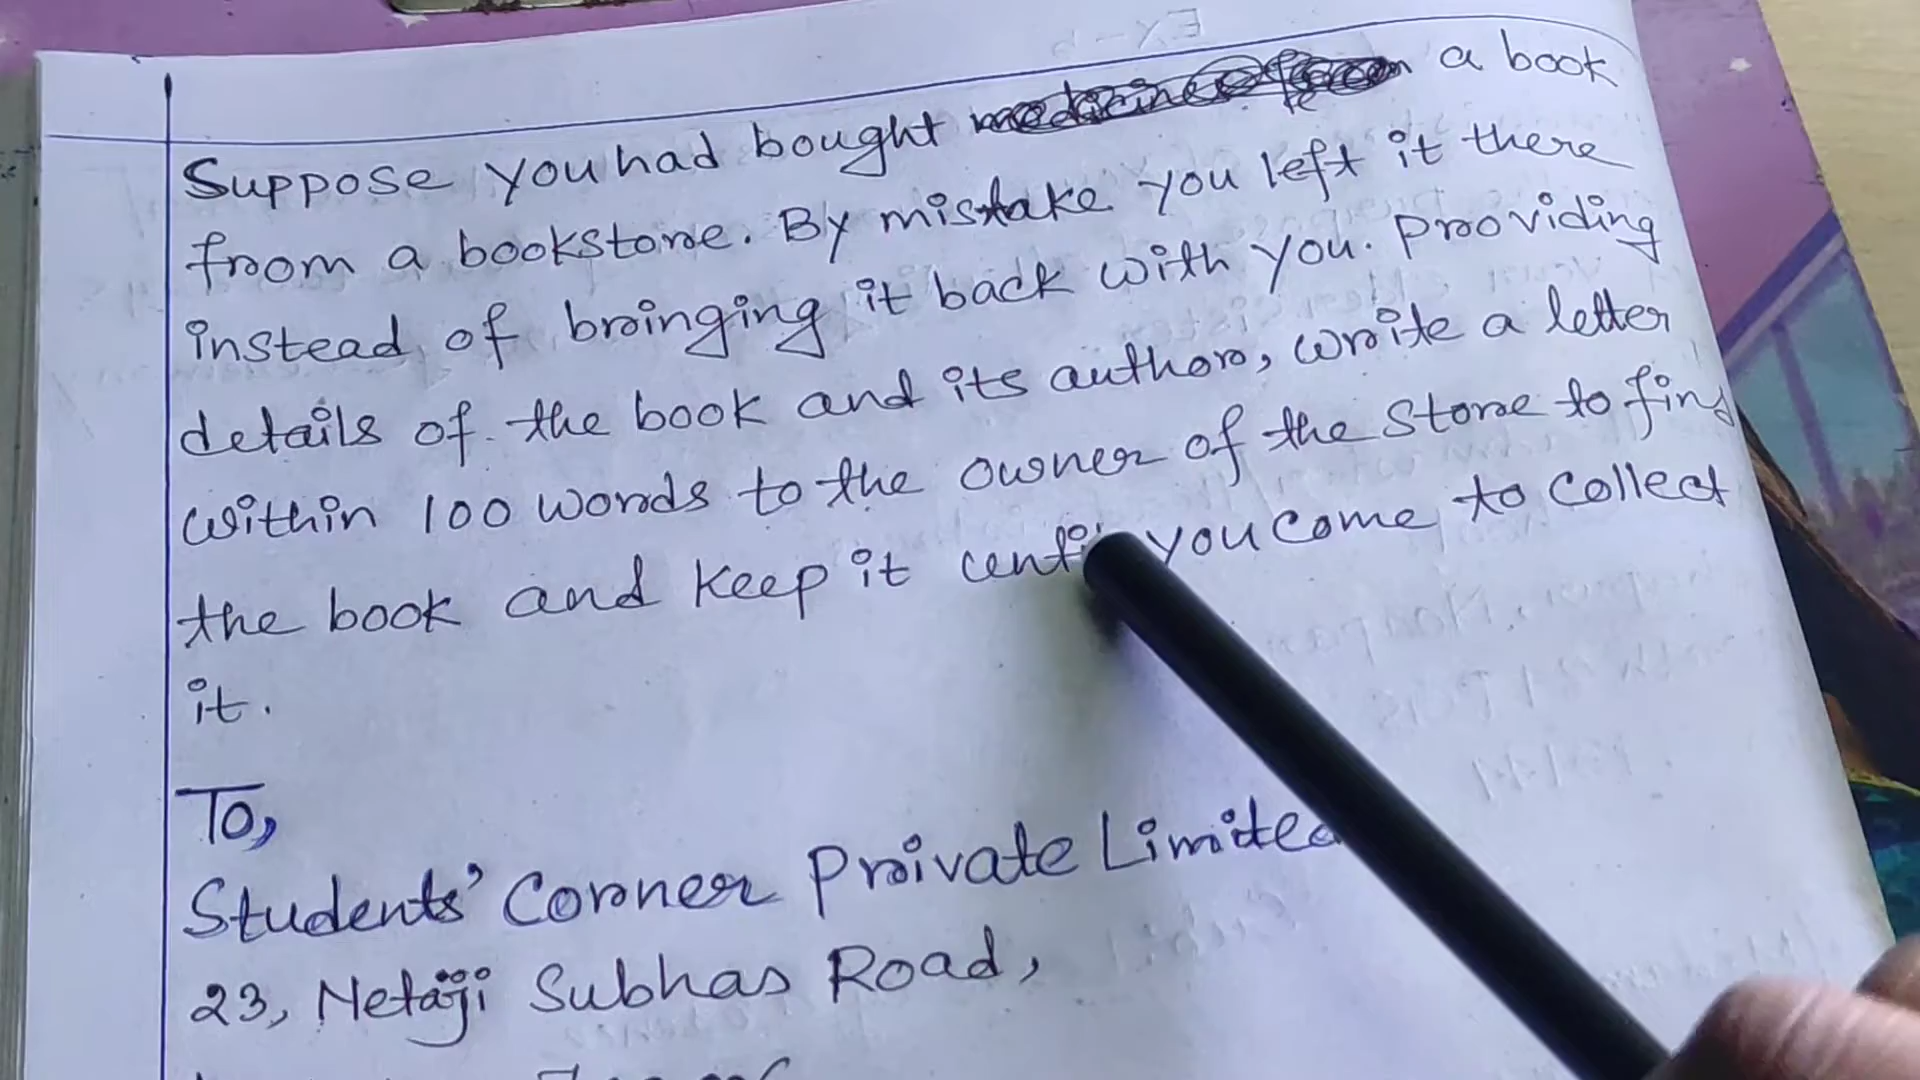 Suppose you had bought a book
from a bookstore. By mistake you left it there
instead of bringing it back with you. Providing
details of the book and its author, write a letter
within 100 words to the owner of the store to find
the book and keep it you come to collect
it.
To,
Students' Corner Private Limited
23, Netaji Subhas Road,